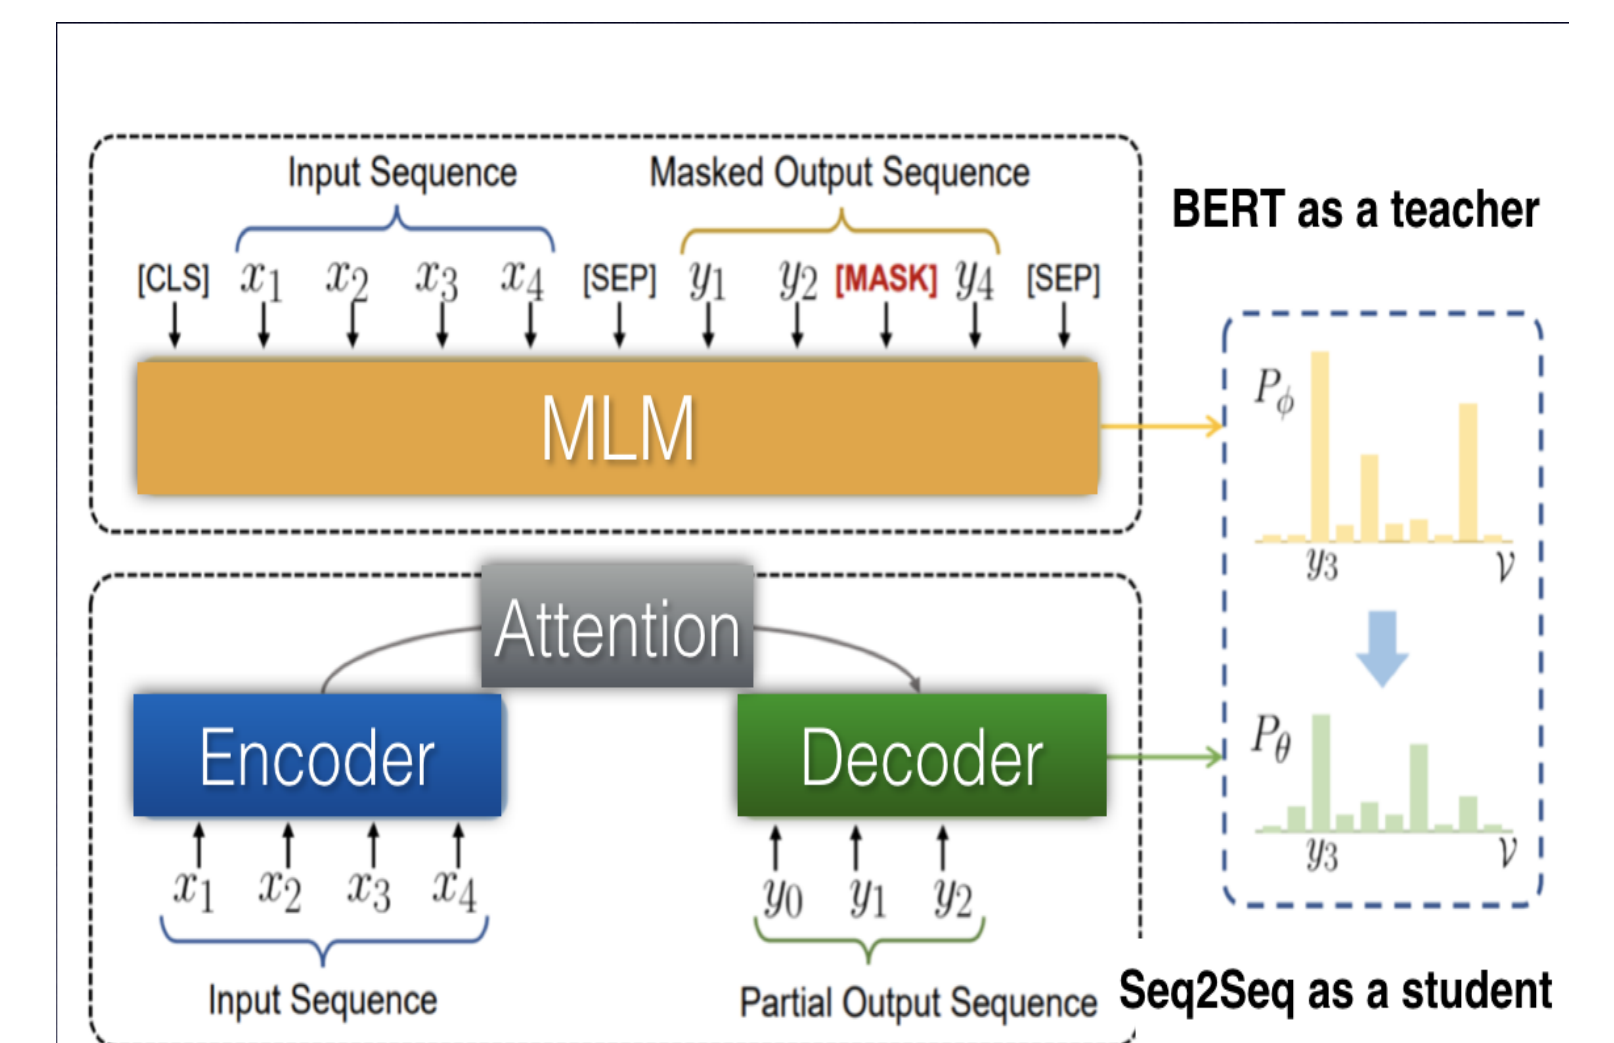 Input Sequence Masked Output Sequence
BERT as a teacher
[CLS] x1 x2 x3 x4 [SEP] y1 y2 [MASK] y4 [SEP]
MLM
Pϕ
y3 𝒱
Attention
Encoder Decoder
Pθ
y3 𝒱
x1 x2 x3 x4 y0 y1 y2
Input Sequence Partial Output Sequence
Seq2Seq as a student